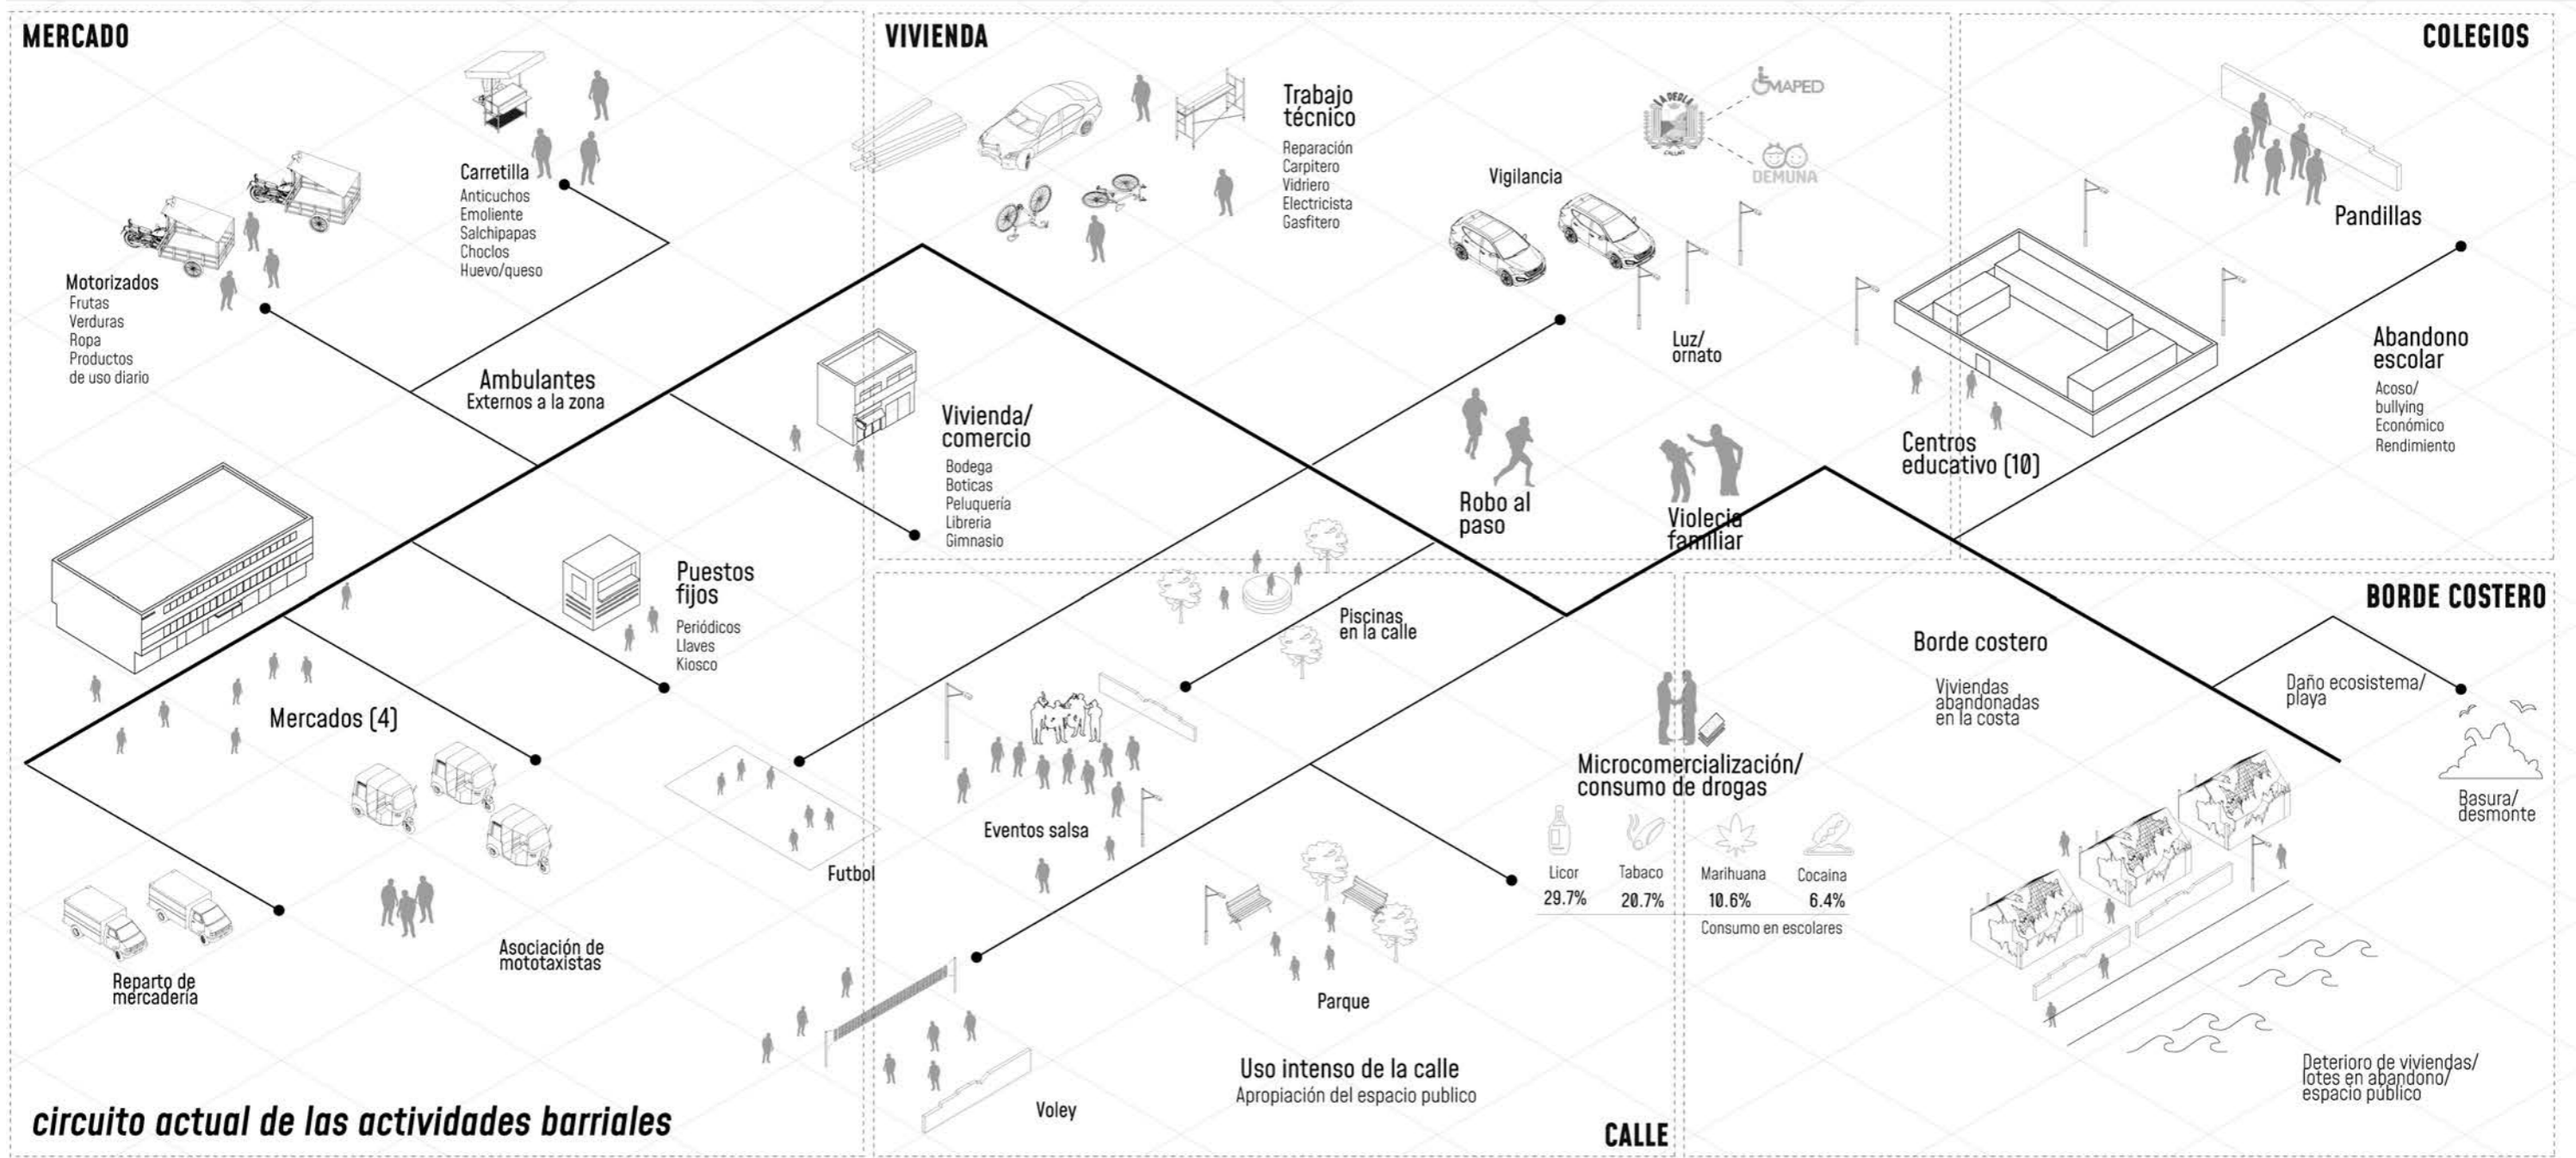 MERCADO
Carretilla
Anticuchos
Emoliente
Salchipapas
Choclos
Huevo/queso
Motorizados
Frutas
Verduras
Ropa
Productos
de uso diario
Ambulantes
Externos a la zona
Puestos
fijos
Periódicos
Llaves
Kiosco
Mercados (4)
Asociación de
mototaxistas
Reparto de
mercadería
circuito actual de las actividades barriales
VIVIENDA
Trabajo
técnico
Reparación
Carpitero
Vidriero
Electricista
Gasfitero
Vigilancia
LA PERLA
CALLAO
OMAPED
DEMUNA
Luz/
ornato
Vivienda/
comercio
Bodega
Boticas
Peluquería
Libreria
Gimnasio
Robo al
paso
Violecia
familiar
COLEGIOS
Pandillas
Abandono
escolar
Acoso/
bullying
Económico
Rendimiento
Centros
educativo (10)
Piscinas
en la calle
Eventos salsa
Futbol
Voley
Parque
Uso intenso de la calle
Apropiación del espacio publico
CALLE
Microcomercialización/
consumo de drogas
Licor Tabaco Marihuana Cocaina
29.7% 20.7% 10.6% 6.4%
Consumo en escolares
BORDE COSTERO
Borde costero
Viviendas
abandonadas
en la costa
Daño ecosistema/
playa
Basura/
desmonte
Deterioro de viviendas/
lotes en abandono/
espacio público